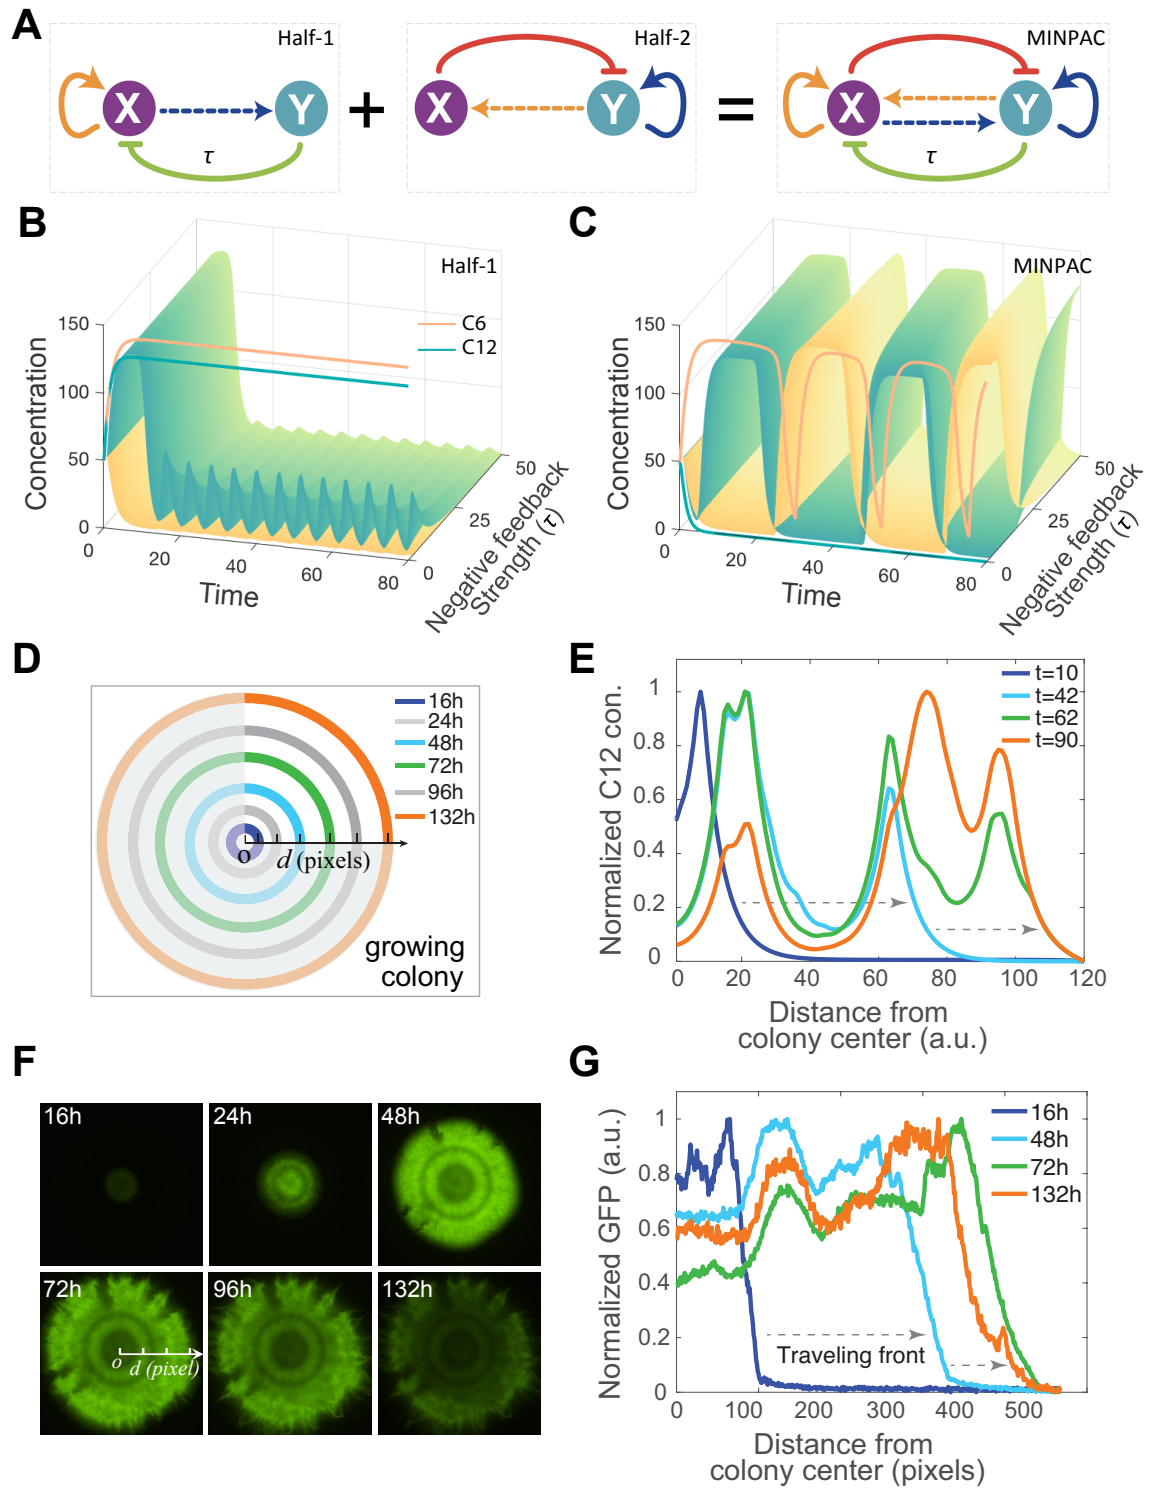 A
Half-1
X
Y
τ
+
Half-2
X
Y
=
MINPAC
X
Y
τ
B
Half-1
C6
C12
Concentration
150
100
50
0
0
20
40
60
80
Time
0
25
50
Negative feedback
Strength (τ)
C
MINPAC
Concentration
150
100
50
0
0
20
40
60
80
Time
0
25
50
Negative feedback
Strength (τ)
D
16h
24h
48h
72h
96h
132h
o
d (pixels)
growing
colony
E
t=10
t=42
t=62
t=90
Normalized C12 con.
1
0.8
0.6
0.4
0.2
0
0
20
40
60
80
100
120
Distance from
colony center (a.u.)
F
16h
24h
48h
72h
o d (pixel)
96h
132h
G
16h
48h
72h
132h
Normalized GFP (a.u.)
1
0.8
0.6
0.4
0.2
0
Traveling front
0
100
200
300
400
500
Distance from
colony center (pixels)